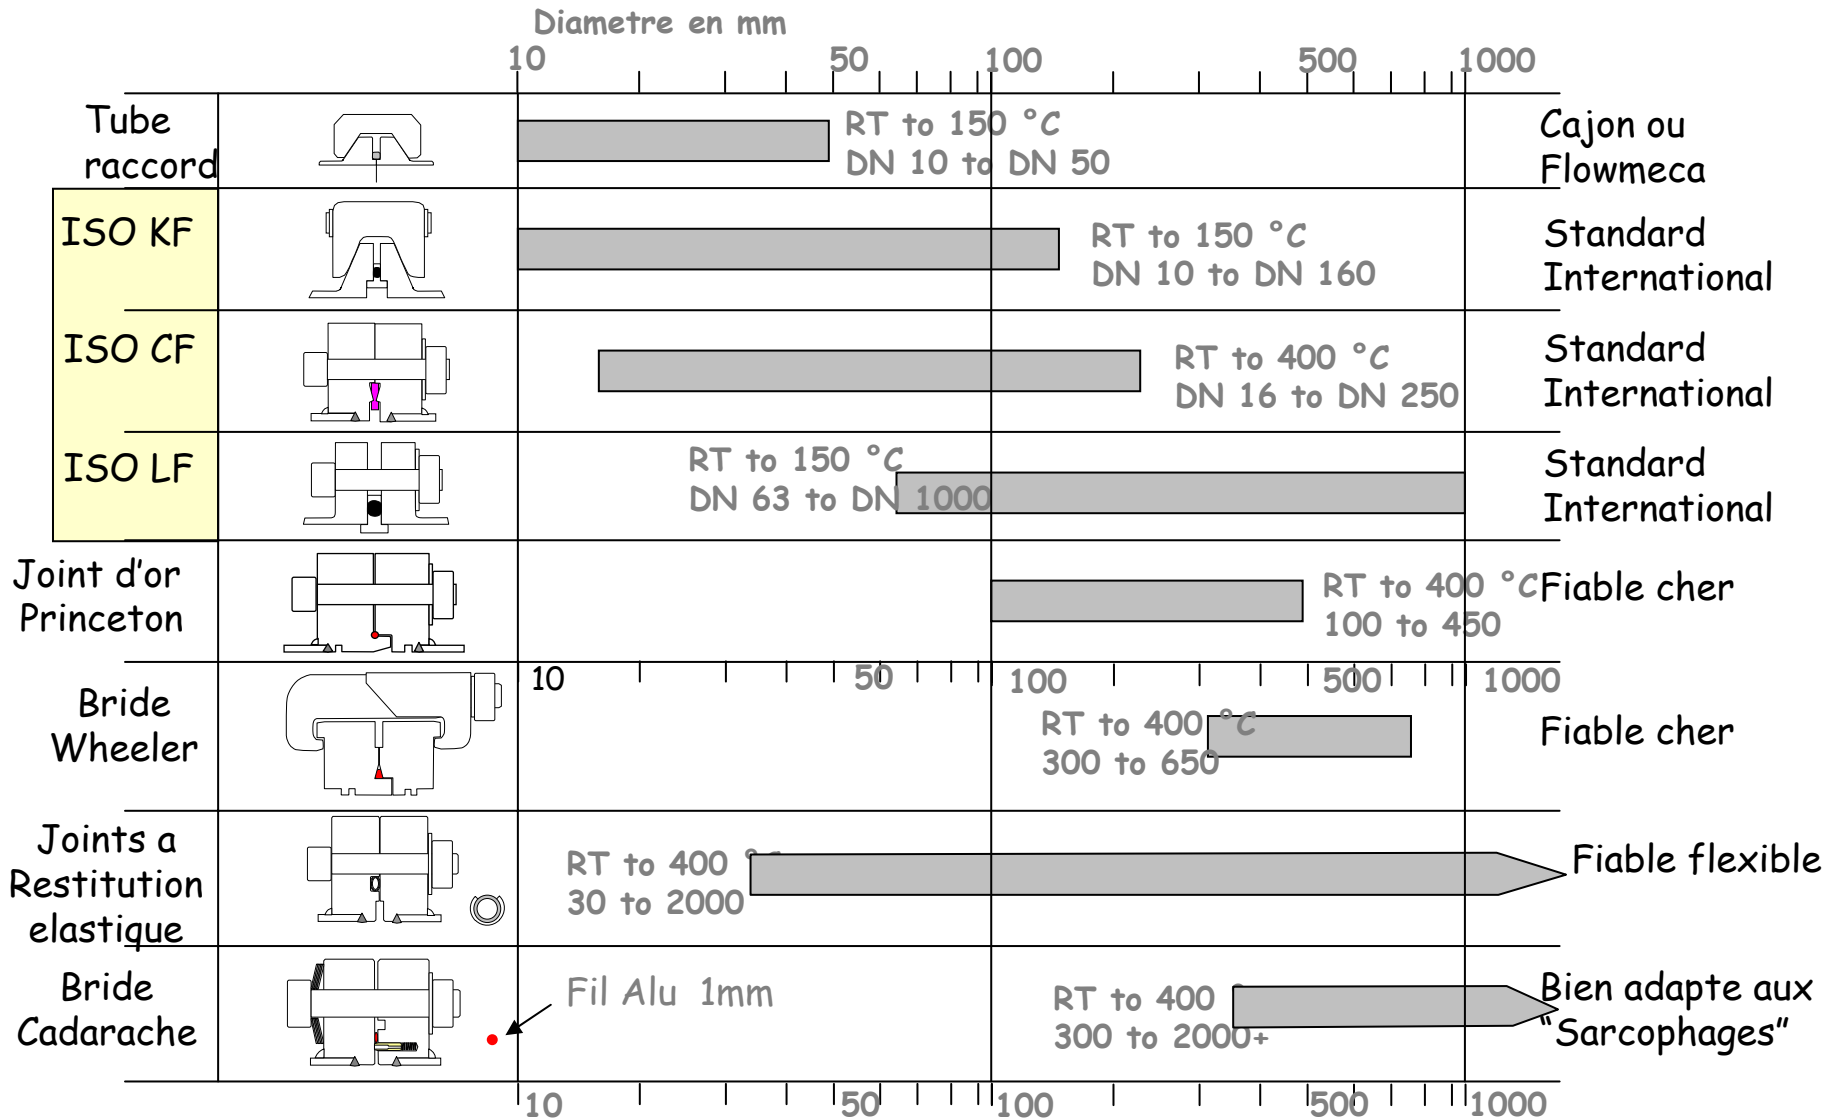 Diametre en mm
10 50 100 500 1000
Tube
raccord
RT to 150 °C
DN 10 to DN 50
Cajon ou
Flowmeca
ISO KF
RT to 150 °C
DN 10 to DN 160
Standard
International
ISO CF
RT to 400 °C
DN 16 to DN 250
Standard
International
ISO LF
RT to 150 °C
DN 63 to DN 1000
Standard
International
Joint d'or
Princeton
RT to 400 °C
100 to 450
Fiable cher
10 50 100 500 1000
Bride
Wheeler
RT to 400 °C
300 to 650
Fiable cher
Joints a
Restitution
elastique
RT to 400 °
30 to 2000
Fiable flexible
Bride
Cadarache
Fil Alu 1mm
RT to 400 °
300 to 2000+
Bien adapte aux
"Sarcophages"
10 50 100 500 1000